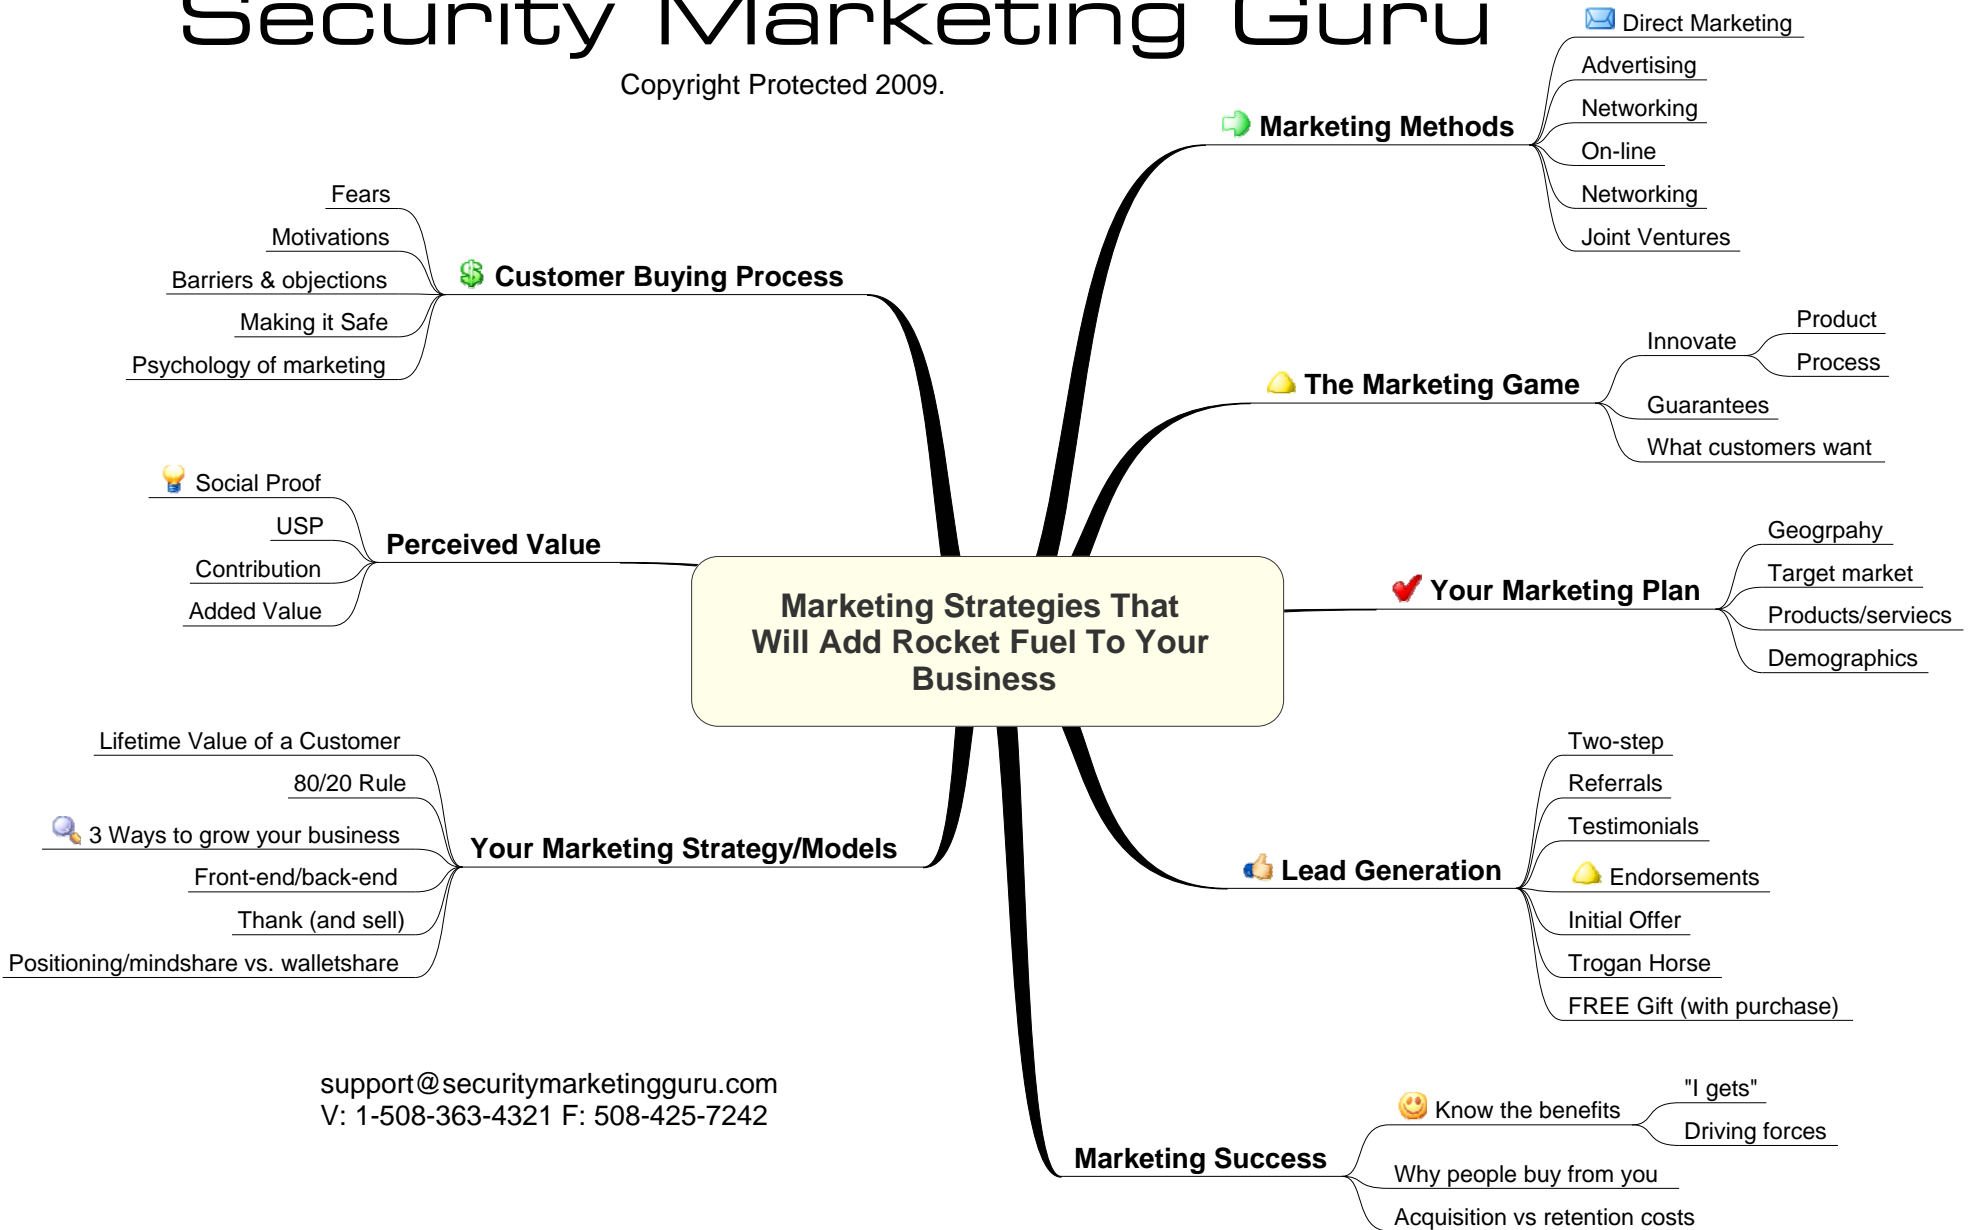 Security Marketing Guru
Copyright Protected 2009.
Marketing Strategies That
Will Add Rocket Fuel To Your
Business
Marketing Methods
Direct Marketing
Advertising
Networking
On-line
Networking
Joint Ventures
The Marketing Game
Innovate
Product
Process
Guarantees
What customers want
Your Marketing Plan
Geogrpahy
Target market
Products/serviecs
Demographics
Lead Generation
Two-step
Referrals
Testimonials
Endorsements
Initial Offer
Trogan Horse
FREE Gift (with purchase)
Marketing Success
Know the benefits
"I gets"
Driving forces
Why people buy from you
Acquisition vs retention costs
Customer Buying Process
Fears
Motivations
Barriers & objections
Making it Safe
Psychology of marketing
Perceived Value
Social Proof
USP
Contribution
Added Value
Your Marketing Strategy/Models
Lifetime Value of a Customer
80/20 Rule
3 Ways to grow your business
Front-end/back-end
Thank (and sell)
Positioning/mindshare vs. walletshare
support@securitymarketingguru.com
V: 1-508-363-4321 F: 508-425-7242